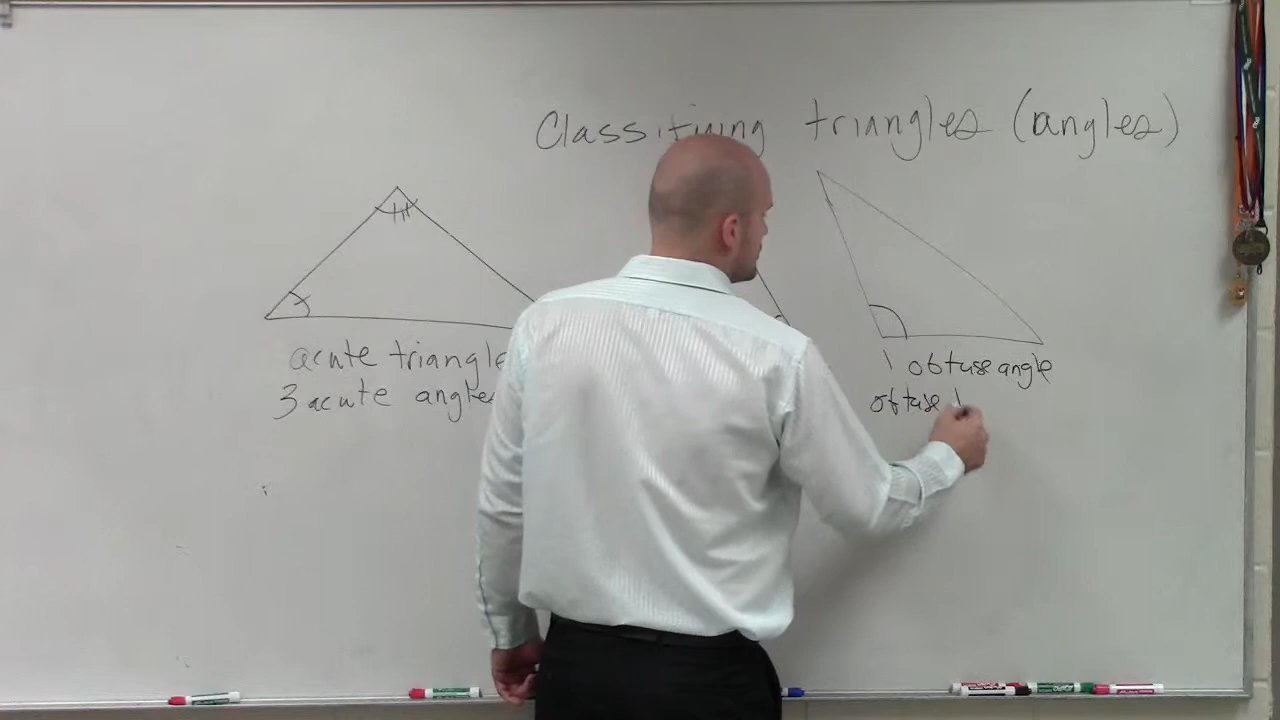 Classifying triangles (angles)
acute triangle
3 acute angles
1 obtuse angle
obtuse